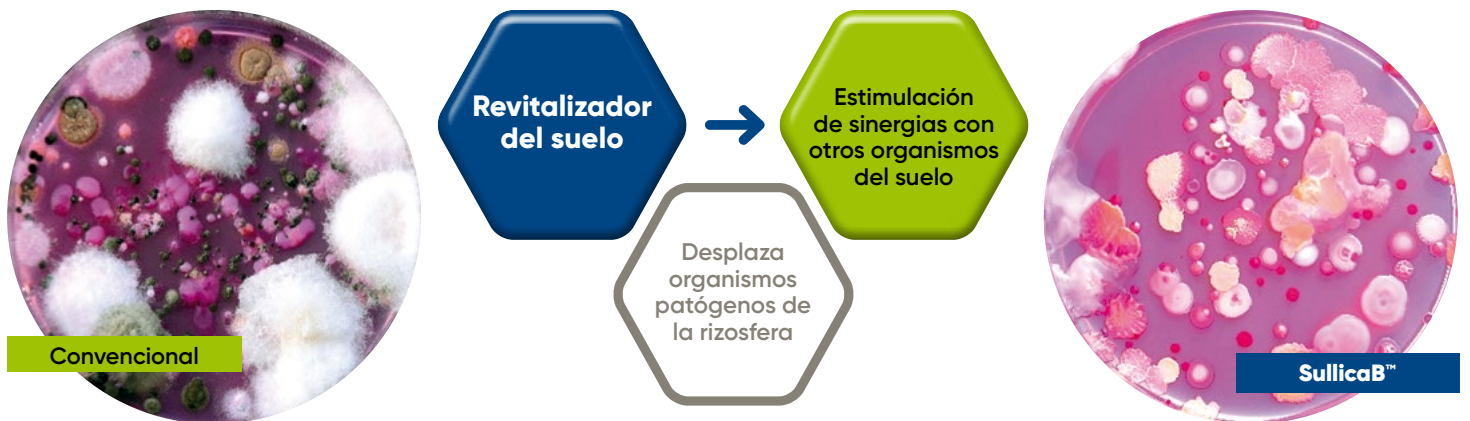 Revitalizador
del suelo
Estimulación
de sinergias con
otros organismos
del suelo
Desplaza
organismos
patógenos de
la rizosfera
Convencional
SullicaB™